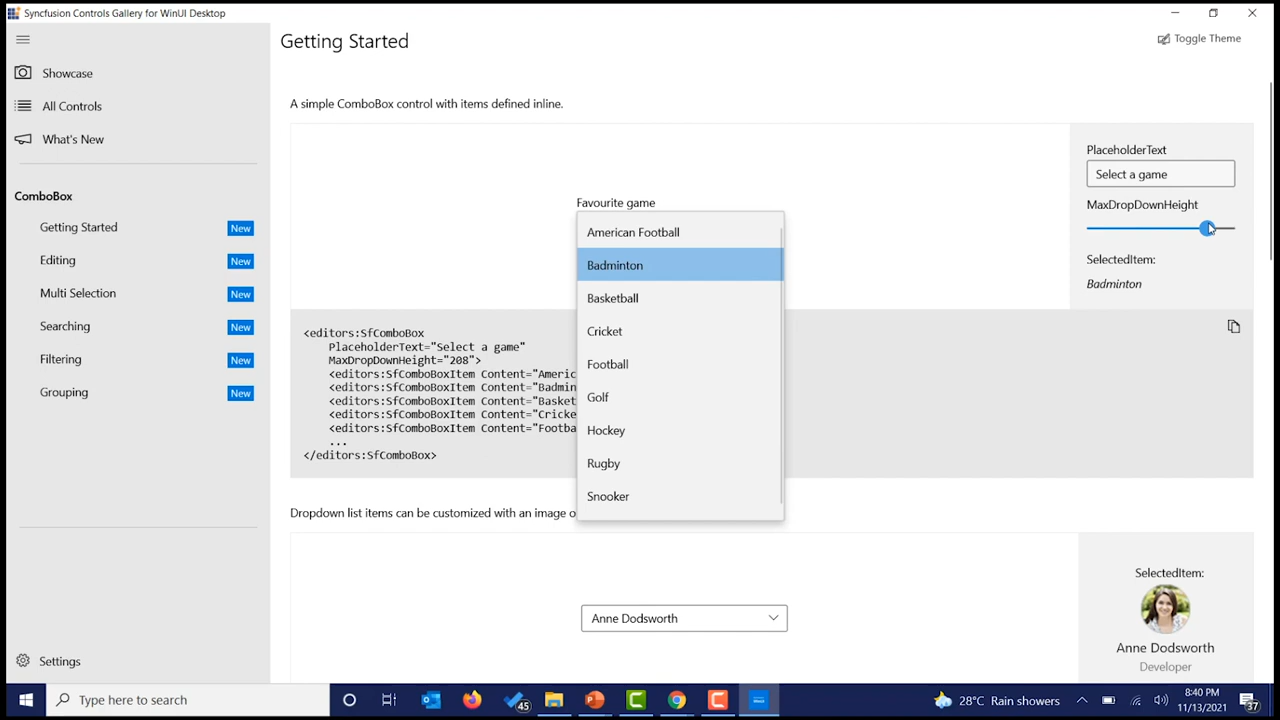 Syncfusion Controls Gallery for WinUI Desktop
Getting Started
Toggle Theme
Showcase
All Controls
What's New
ComboBox
Getting Started New
Editing New
Multi Selection New
Searching New
Filtering New
Grouping New
Settings
A simple ComboBox control with items defined inline.
Favourite game
American Football
Badminton
Basketball
Cricket
Football
Golf
Hockey
Rugby
Snooker
PlaceholderText
Select a game
MaxDropDownHeight
SelectedItem:
Badminton
<editors:SfComboBox
PlaceholderText="Select a game"
MaxDropDownHeight="208">
<editors:SfComboBoxItem Content="Americ
<editors:SfComboBoxItem Content="Badmin
<editors:SfComboBoxItem Content="Basket
<editors:SfComboBoxItem Content="Cricke
<editors:SfComboBoxItem Content="Footba
...
</editors:SfComboBox>
Dropdown list items can be customized with an image o
Anne Dodsworth
SelectedItem:
Anne Dodsworth
Developer
Type here to search
45
28°C Rain showers
8:40 PM
11/13/2021
37